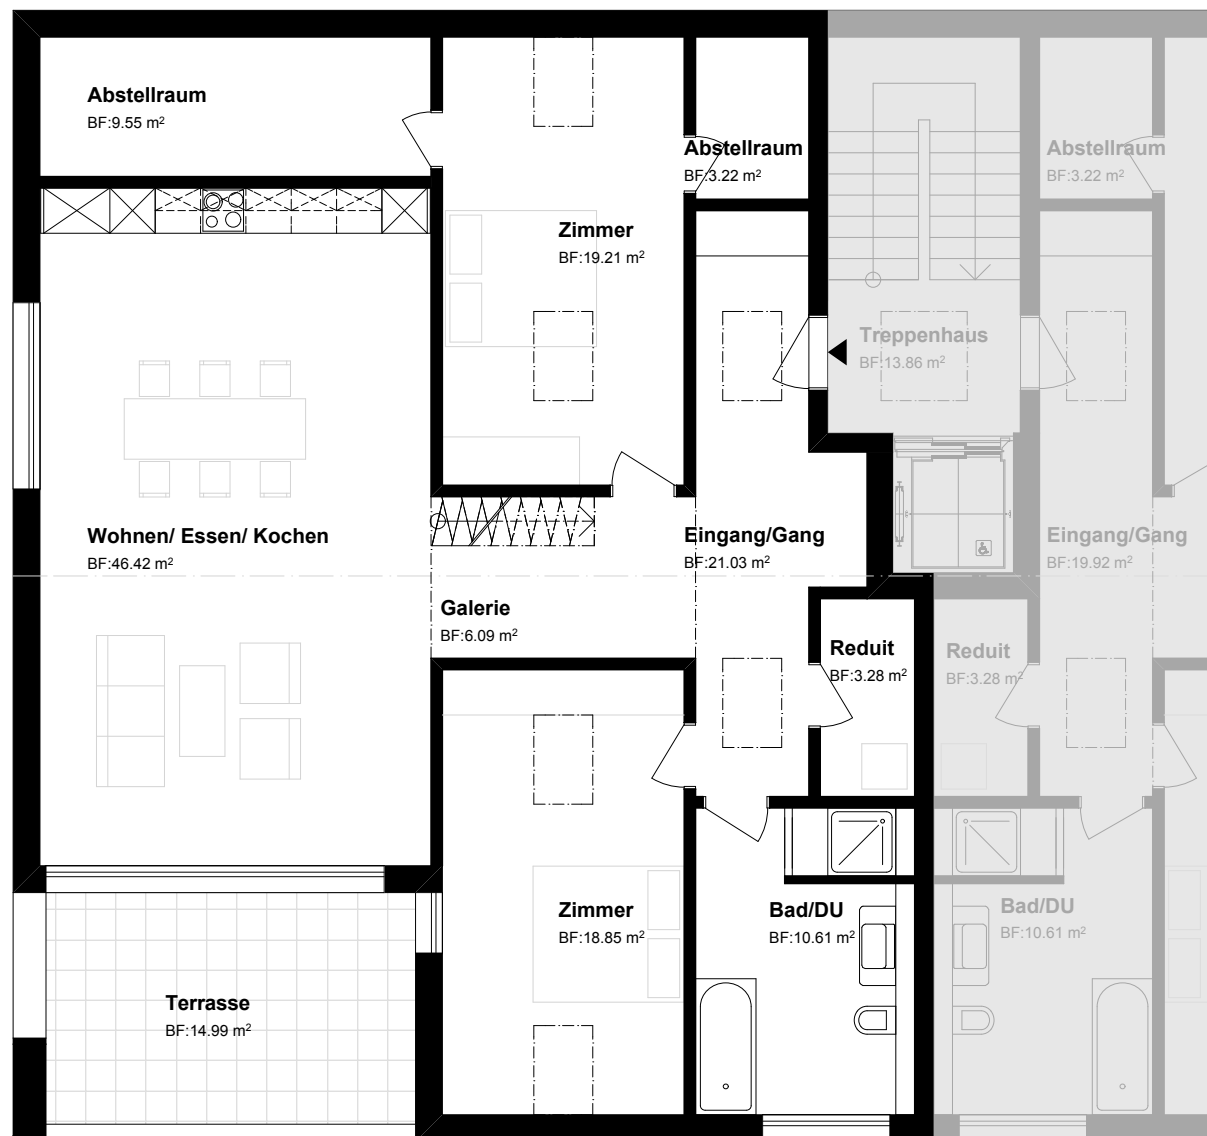 Abstellraum
BF:9.55 m²
Abstellraum
BF:3.22 m²
Abstellraum
BF:3.22 m²
Zimmer
BF:19.21 m²
Treppenhaus
BF:13.86 m²
Wohnen/ Essen/ Kochen
BF:46.42 m²
Eingang/Gang
BF:21.03 m²
Eingang/Gang
BF:19.92 m²
Galerie
BF:6.09 m²
Reduit
BF:3.28 m²
Reduit
BF:3.28 m²
Zimmer
BF:18.85 m²
Bad/DU
BF:10.61 m²
Bad/DU
BF:10.61 m²
Terrasse
BF:14.99 m²